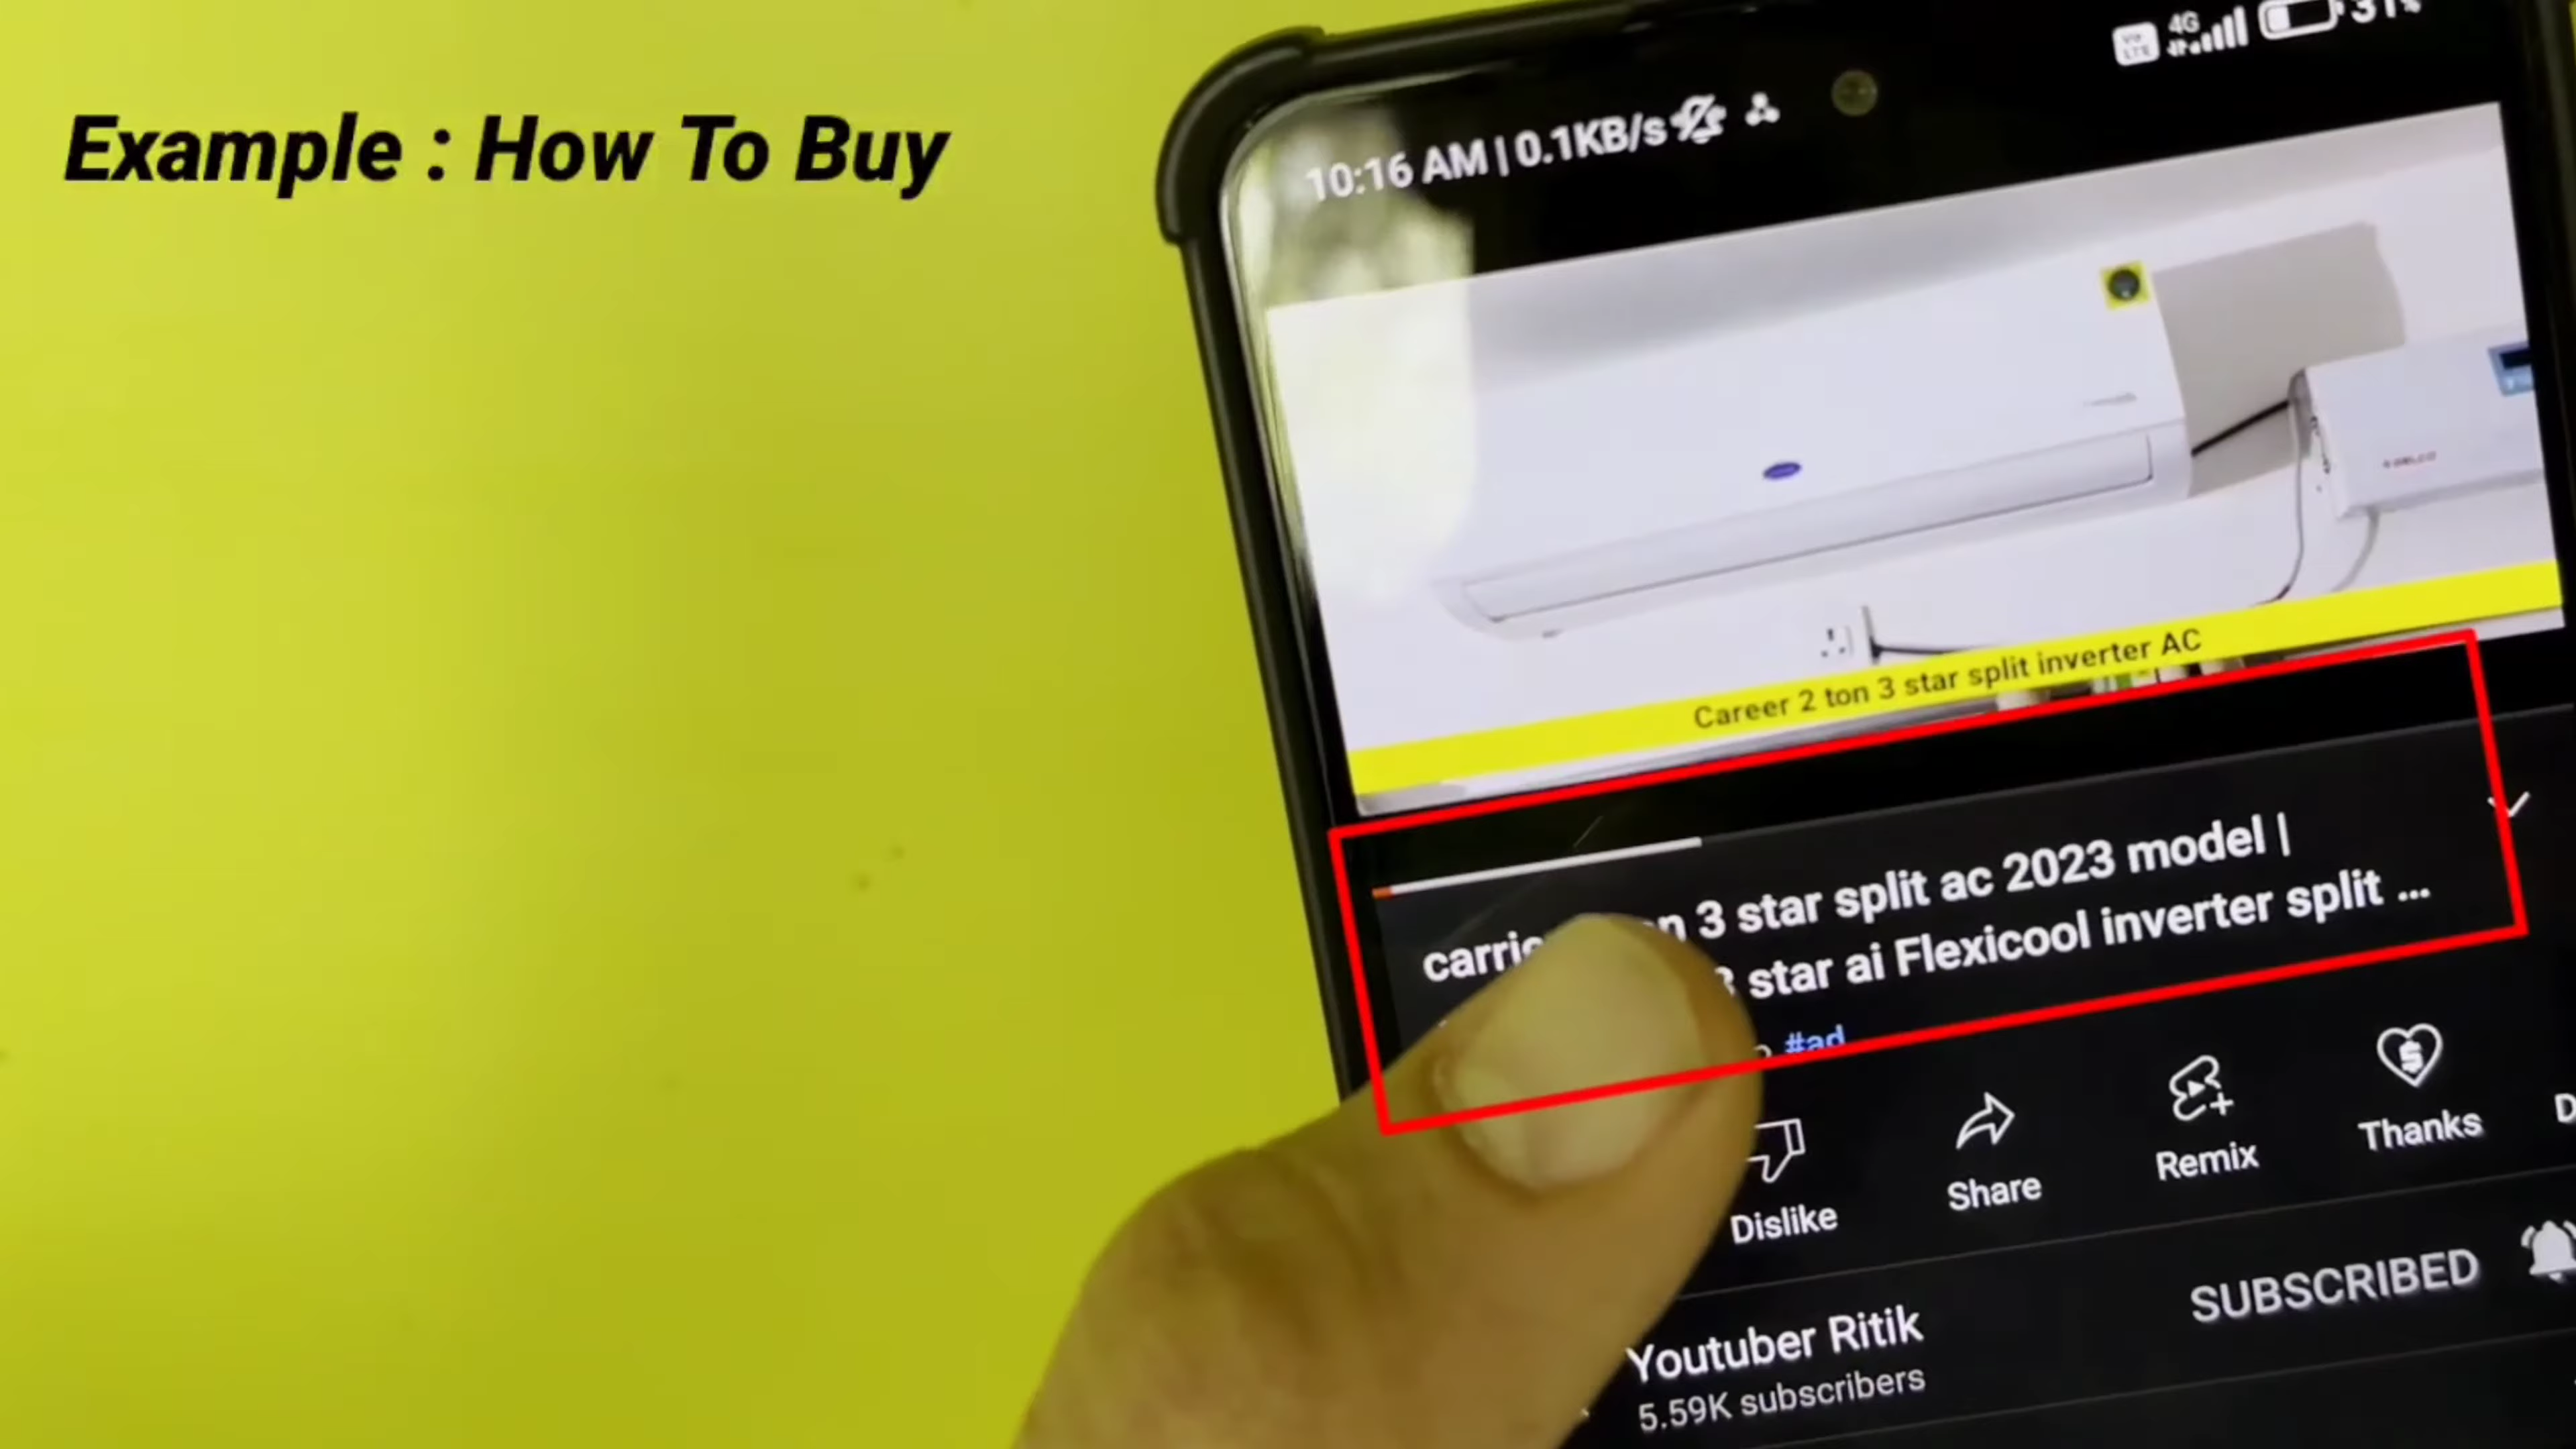 Example : How To Buy
4G
Vo
LTE
10:16 AM | 0.1KB/s
Career 2 ton 3 star split inverter AC
3 star split ac 2023 model |
star ai Flexicool inverter split ...
#ad
Dislike
Share
Remix
Thanks
Youtuber Ritik
SUBSCRIBED
5.59K subscribers